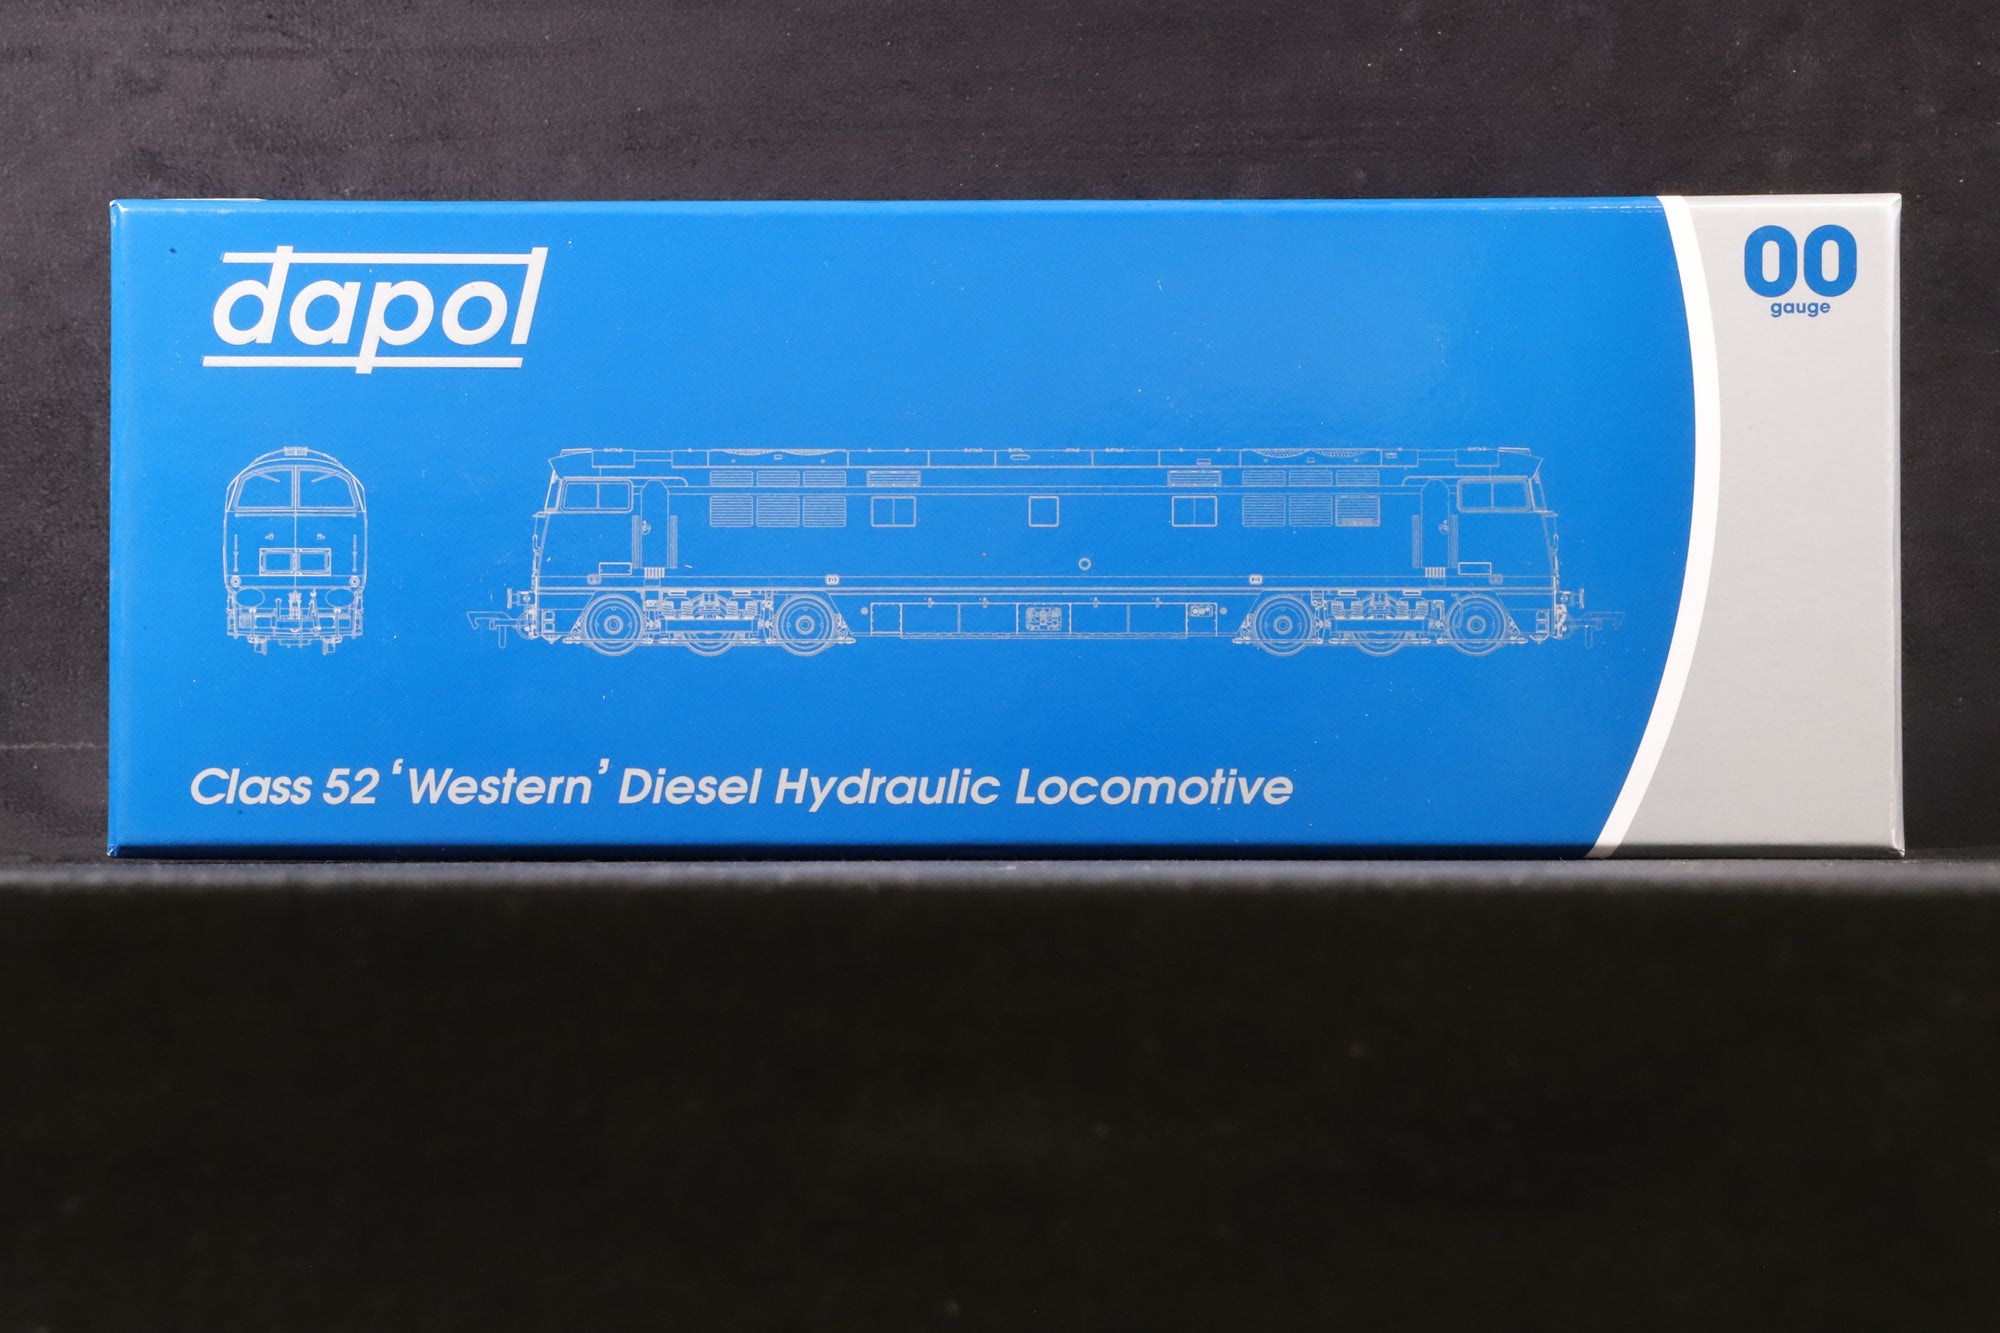 dapol
00
gauge
Class 52 ‘Western’ Diesel Hydraulic Locomotive